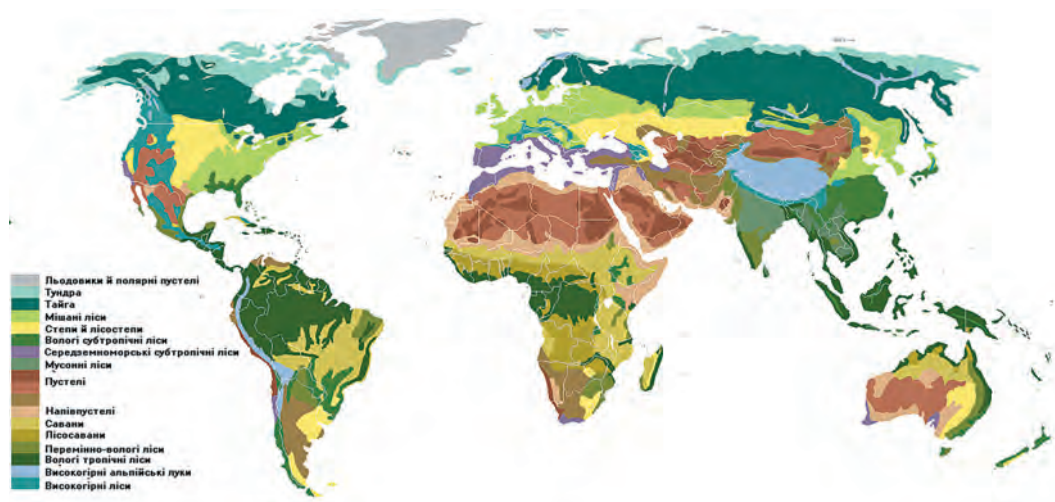 Льодовики й полярні пустелі
Тундра
Тайга
Мішані ліси
Степи й лісостепи
Вологі субтропічні ліси
Середземноморські субтропічні ліси
Мусонні ліси
Пустелі
Напівпустелі
Савани
Лісосавани
Перемінно-вологі ліси
Вологі тропічні ліси
Високогірні альпійські луки
Високогірні ліси